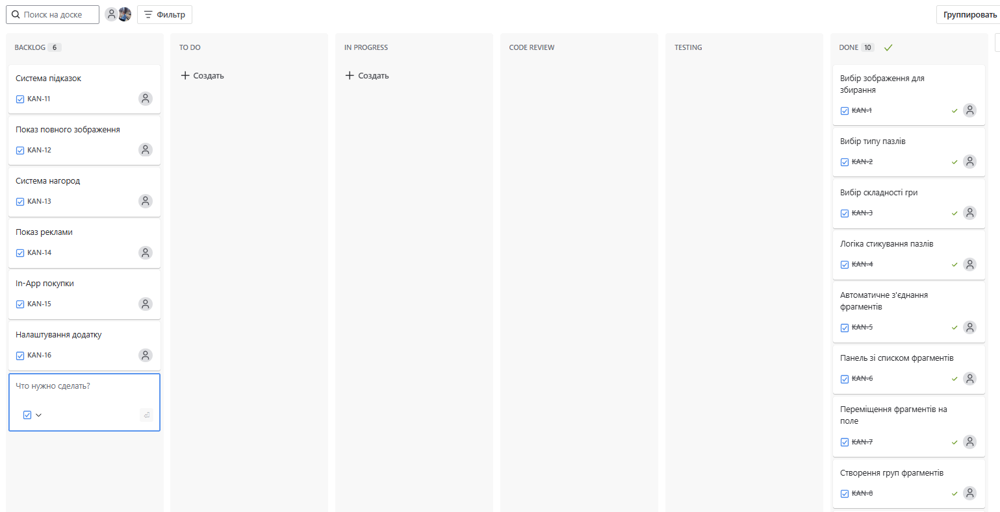 Поиск на доске
Фильтр
Группировать
BACKLOG 6
Система підказок
KAN-11
Показ повного зображення
KAN-12
Система нагород
KAN-13
Показ реклами
KAN-14
In-App покупки
KAN-15
Налаштування додатку
KAN-16
Что нужно сделать?
TO DO
Создать
IN PROGRESS
Создать
CODE REVIEW
TESTING
DONE 10
Вибір зображення для
збирання
KAN-1
Вибір типу пазлів
KAN-2
Вибір складності гри
KAN-3
Логіка стикування пазлів
KAN-4
Автоматичне з'єднання
фрагментів
KAN-5
Панель зі списком фрагментів
KAN-6
Переміщення фрагментів на
поле
KAN-7
Створення груп фрагментів
KAN-8